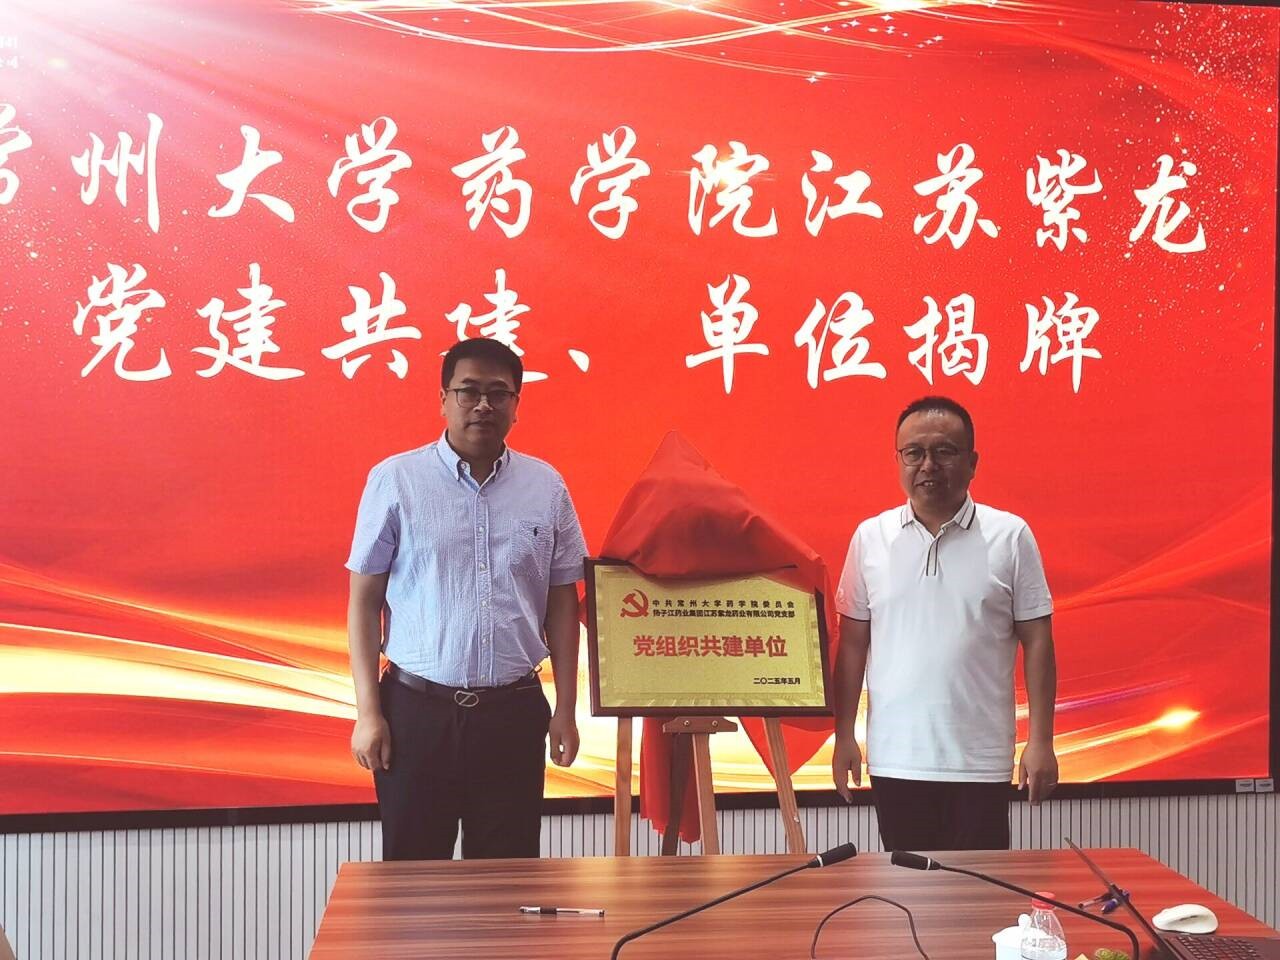 常州大学药学院江苏紫龙
党建共建、单位揭牌
中共常州大学药学院委员会
扬子江药业集团江苏紫龙药业有限公司党支部
党组织共建单位
二〇二五年五月